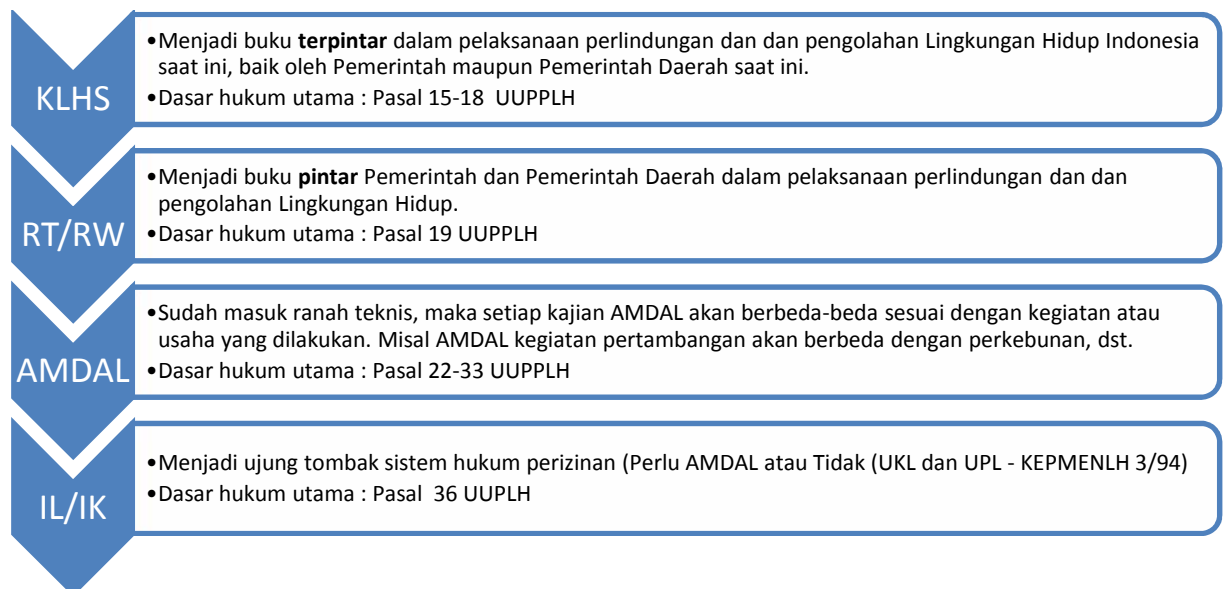 KLHS
•Menjadi buku terpintar dalam pelaksanaan perlindungan dan dan pengolahan Lingkungan Hidup Indonesia
saat ini, baik oleh Pemerintah maupun Pemerintah Daerah saat ini.
•Dasar hukum utama : Pasal 15-18 UUPPLH
RT/RW
•Menjadi buku pintar Pemerintah dan Pemerintah Daerah dalam pelaksanaan perlindungan dan dan
pengolahan Lingkungan Hidup.
•Dasar hukum utama : Pasal 19 UUPPLH
AMDAL
•Sudah masuk ranah teknis, maka setiap kajian AMDAL akan berbeda-beda sesuai dengan kegiatan atau
usaha yang dilakukan. Misal AMDAL kegiatan pertambangan akan berbeda dengan perkebunan, dst.
•Dasar hukum utama : Pasal 22-33 UUPPLH
IL/IK
•Menjadi ujung tombak sistem hukum perizinan (Perlu AMDAL atau Tidak (UKL dan UPL - KEPMENLH 3/94)
•Dasar hukum utama : Pasal 36 UUPLH